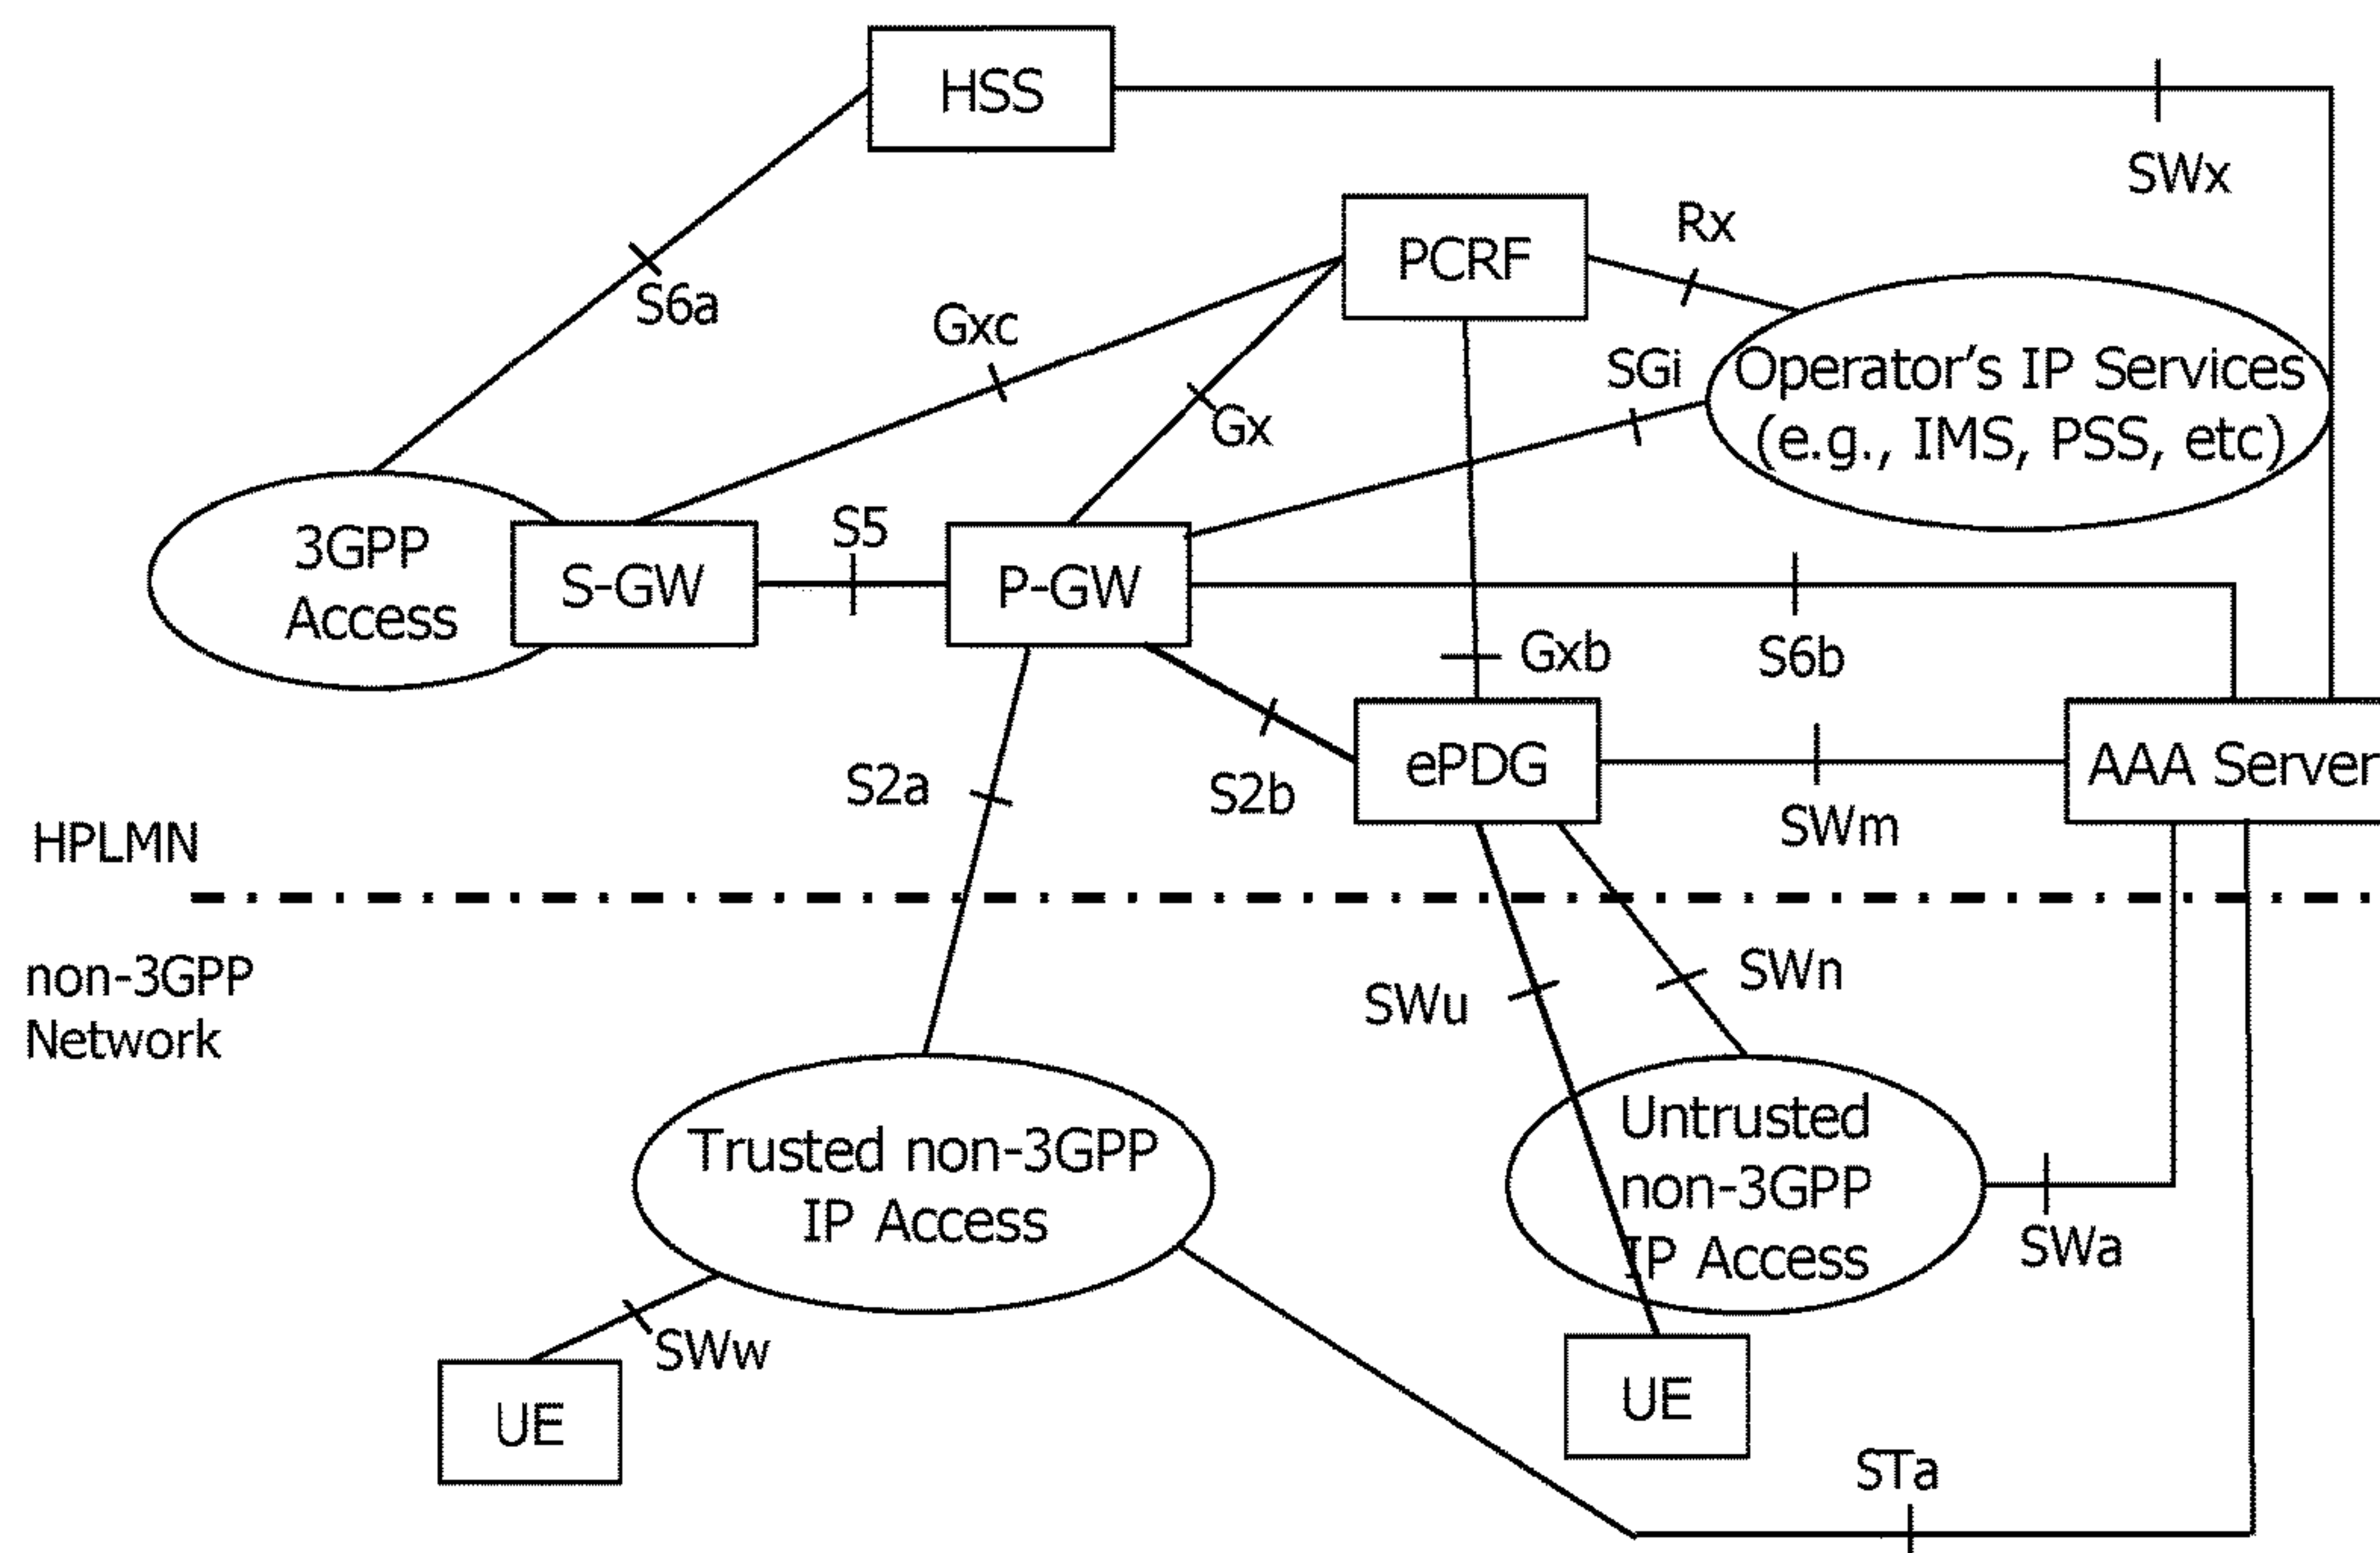 HSS
SWx
PCRF
Rx
S6a
Gxc
Gx
SGi
Operator's IP Services
(e.g., IMS, PSS, etc)
3GPP
Access
S-GW
S5
P-GW
Gxb
S6b
S2a
S2b
ePDG
SWm
AAA Server
HPLMN
non-3GPP
Network
SWu
SWn
Trusted non-3GPP
IP Access
Untrusted
non-3GPP
IP Access
SWa
SWw
UE
UE
STa